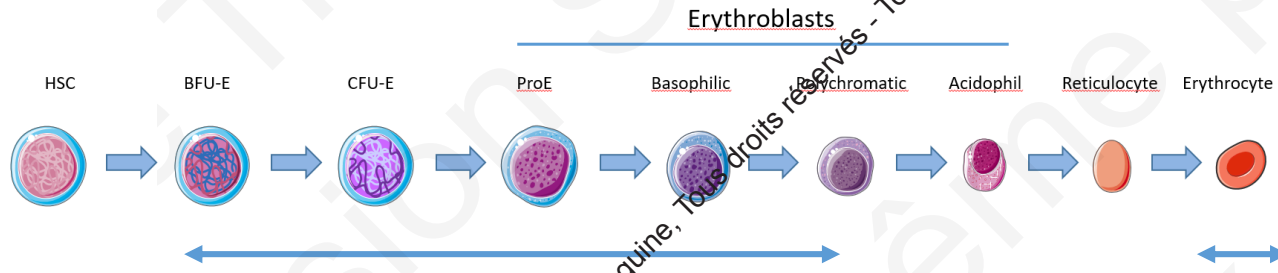 Erythroblasts
HSC BFU-E CFU-E ProE Basophilic Polychromatic Acidophil Reticulocyte Erythrocyte
quine, Tous droits réservés - To